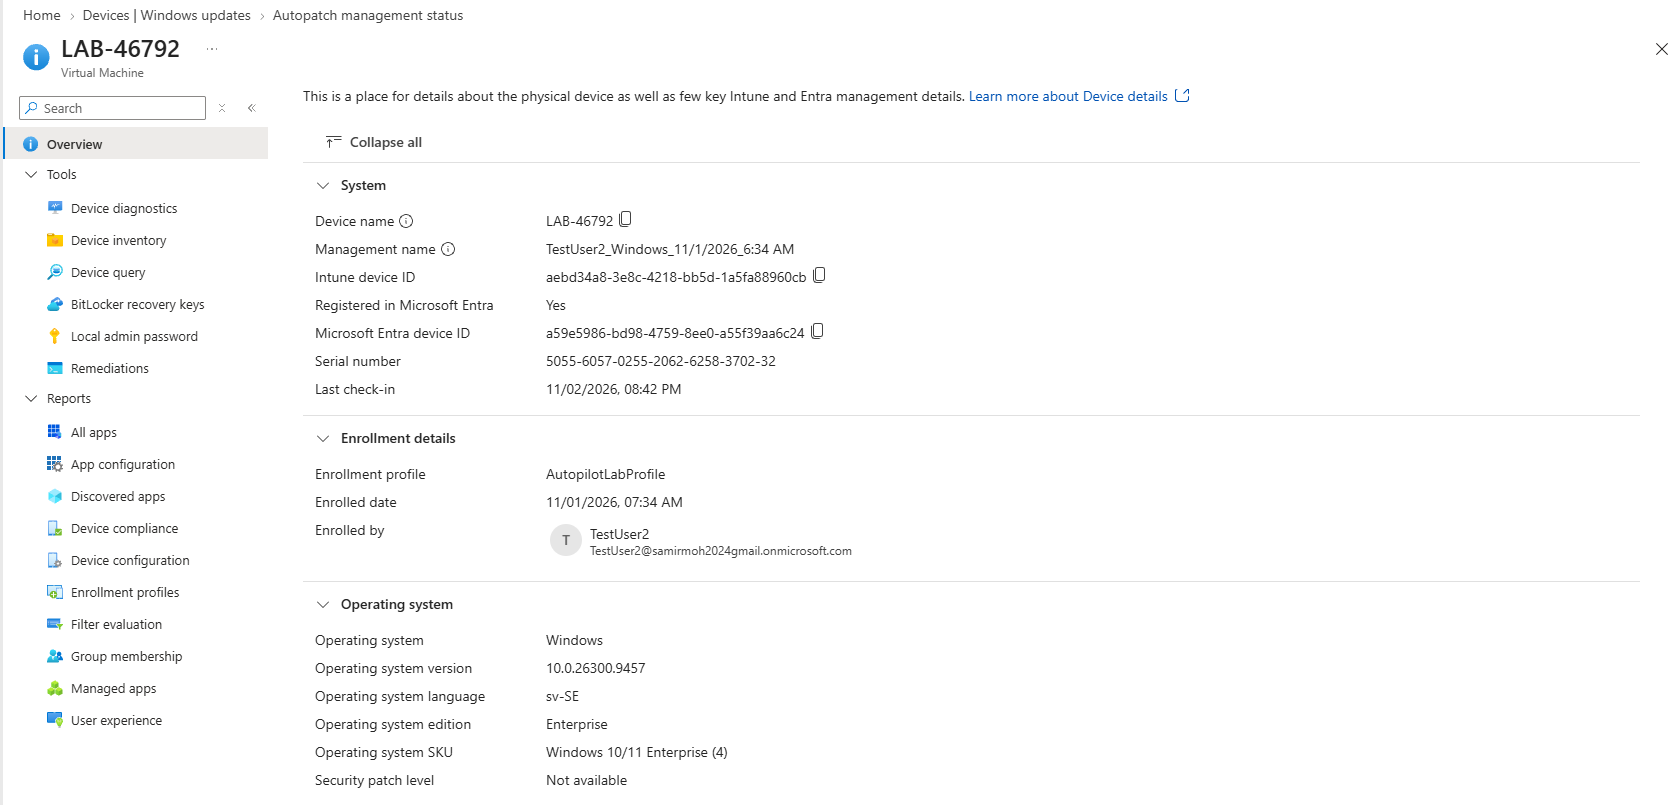 Home > Devices | Windows updates > Autopatch management status
LAB-46792 ...
Virtual Machine
Search
Overview
Tools
Device diagnostics
Device inventory
Device query
BitLocker recovery keys
Local admin password
Remediations
Reports
All apps
App configuration
Discovered apps
Device compliance
Device configuration
Enrollment profiles
Filter evaluation
Group membership
Managed apps
User experience
This is a place for details about the physical device as well as few key Intune and Entra management details. Learn more about Device details
Collapse all
System
Device name LAB-46792
Management name TestUser2_Windows_11/1/2026_6:34 AM
Intune device ID aebd34a8-3e8c-4218-bb5d-1a5fa88960cb
Registered in Microsoft Entra Yes
Microsoft Entra device ID a59e5986-bd98-4759-8ee0-a55f39aa6c24
Serial number 5055-6057-0255-2062-6258-3702-32
Last check-in 11/02/2026, 08:42 PM
Enrollment details
Enrollment profile AutopilotLabProfile
Enrolled date 11/01/2026, 07:34 AM
Enrolled by T TestUser2
TestUser2@samirmoh2024gmail.onmicrosoft.com
Operating system
Operating system Windows
Operating system version 10.0.26300.9457
Operating system language sv-SE
Operating system edition Enterprise
Operating system SKU Windows 10/11 Enterprise (4)
Security patch level Not available